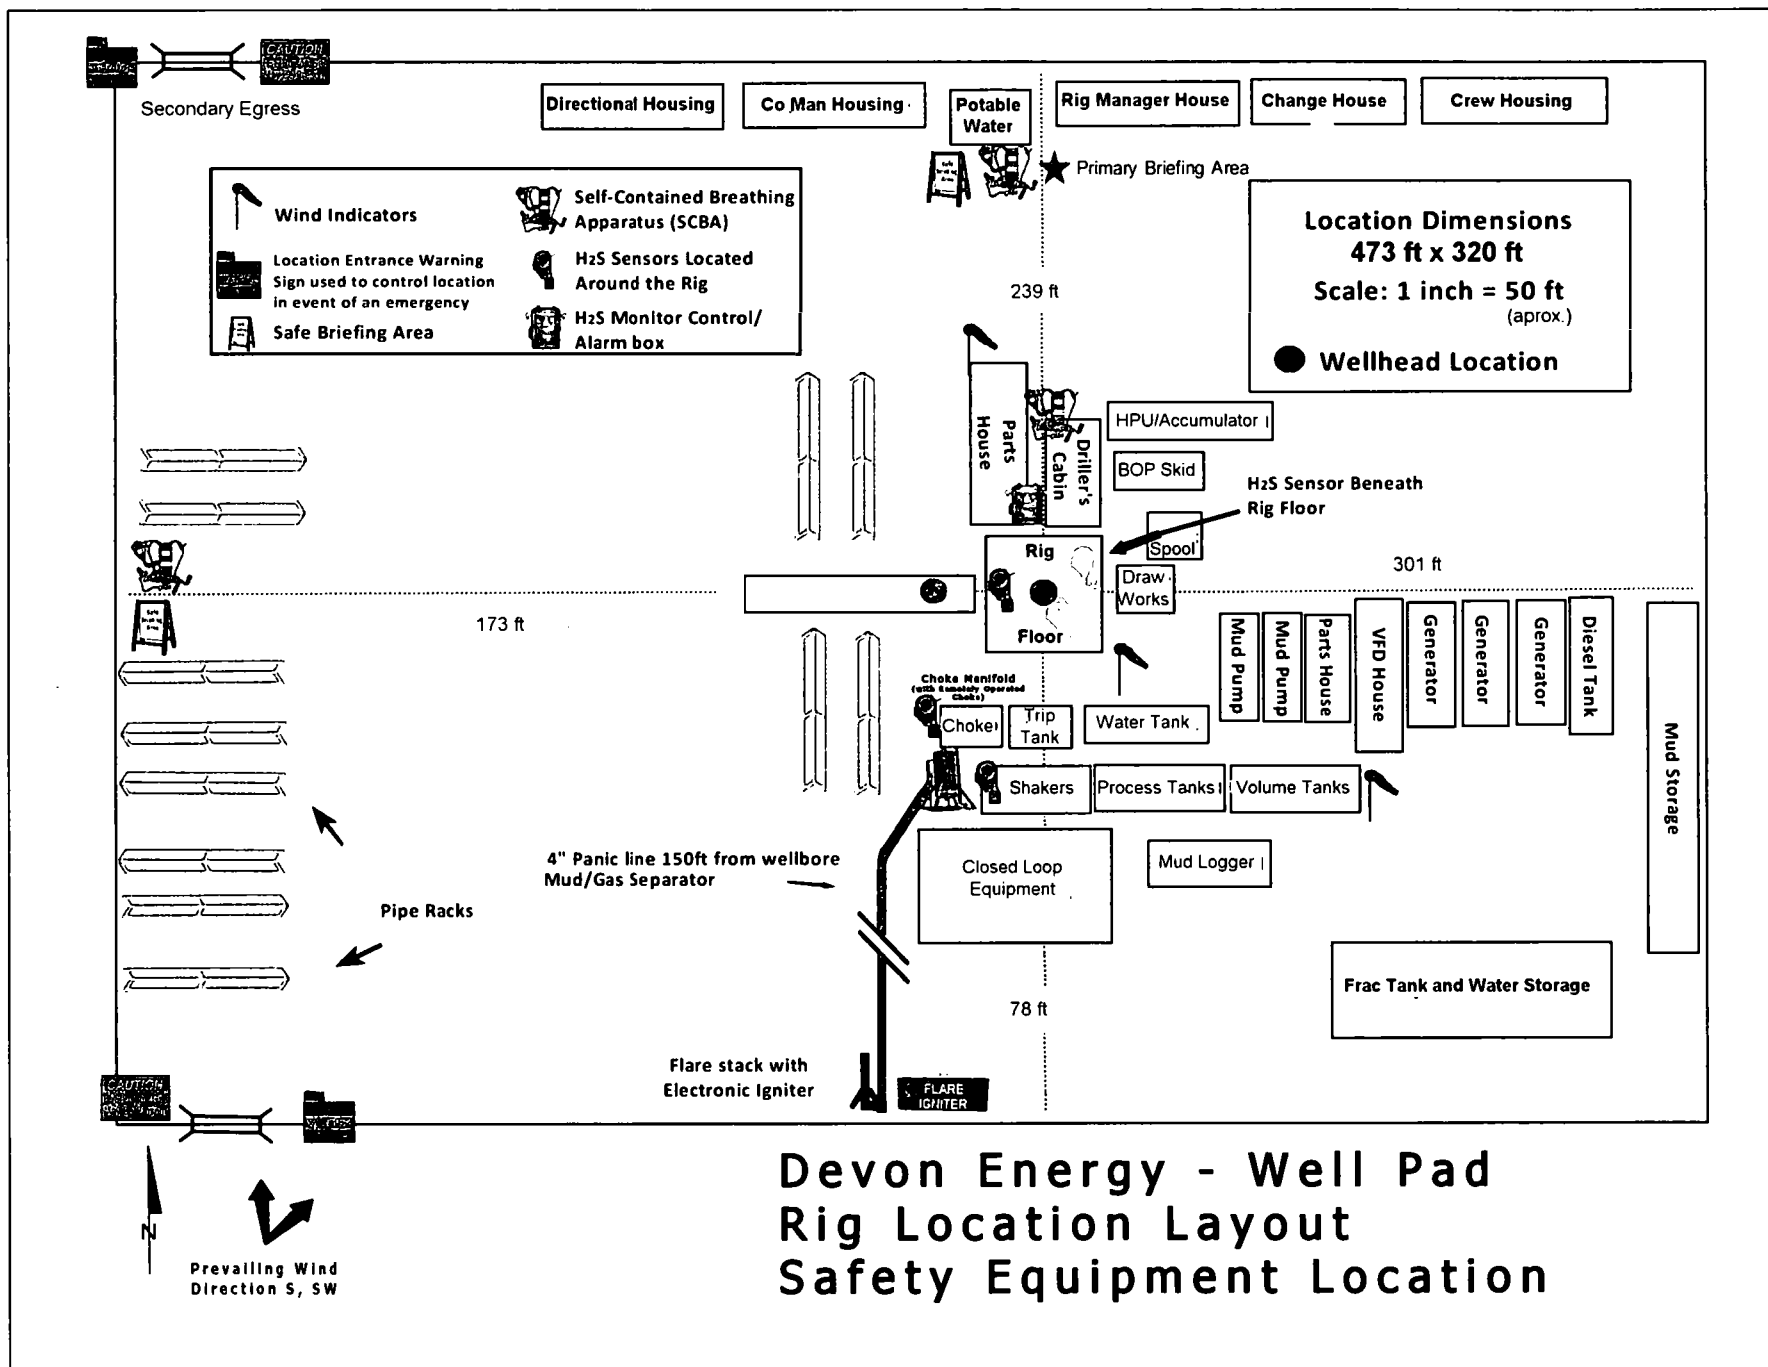 CAUTION
Secondary Egress
Directional Housing
Co Man Housing
Potable
Water
Rig Manager House
Change House
Crew Housing
Primary Briefing Area
Wind Indicators
Location Entrance Warning
Sign used to control location
in event of an emergency
Safe Briefing Area
Self-Contained Breathing
Apparatus (SCBA)
H2S Sensors Located
Around the Rig
H2S Monitor Control/
Alarm box
Location Dimensions
473 ft x 320 ft
Scale: 1 inch = 50 ft
(aprox.)
Wellhead Location
239 ft
Parts
House
Driller's
Cabin
HPU/Accumulator
BOP Skid
H2S Sensor Beneath
Rig Floor
Spool
Rig
Floor
Draw
Works
301 ft
173 ft
Safe
Briefing
Area
Mud Pump
Mud Pump
Parts House
VFD House
Generator
Generator
Generator
Diesel Tank
Mud Storage
Choke Manifold
(with Remotely Operated
Choke)
Choke
Trip
Tank
Water Tank
Shakers
Process Tanks
Volume Tanks
4" Panic line 150ft from wellbore
Mud/Gas Separator
Closed Loop
Equipment
Mud Logger
Pipe Racks
Frac Tank and Water Storage
78 ft
Flare stack with
Electronic Igniter
FLARE
IGNITER
CAUTION
N
Prevailing Wind
Direction S, SW
Devon Energy - Well Pad
Rig Location Layout
Safety Equipment Location